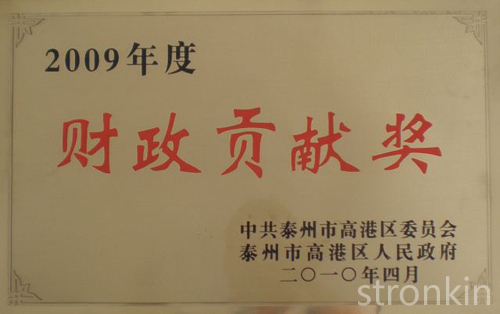 2009年度
财政贡献奖
中共泰州市高港区委员会
泰州市高港区人民政府
二〇一〇年四月
stronkin